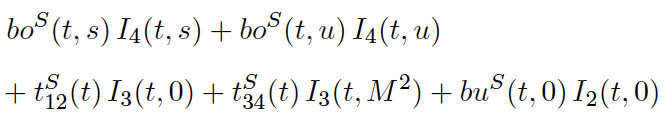 $bo^S(t,s)\, I_4(t,s) + bo^S(t,u)\, I_4(t,u)$
$+ t^S_{12}(t)\, I_3(t,0) + t^S_{34}(t)\, I_3(t,M^2) + bu^S(t,0)\, I_2(t,0)$